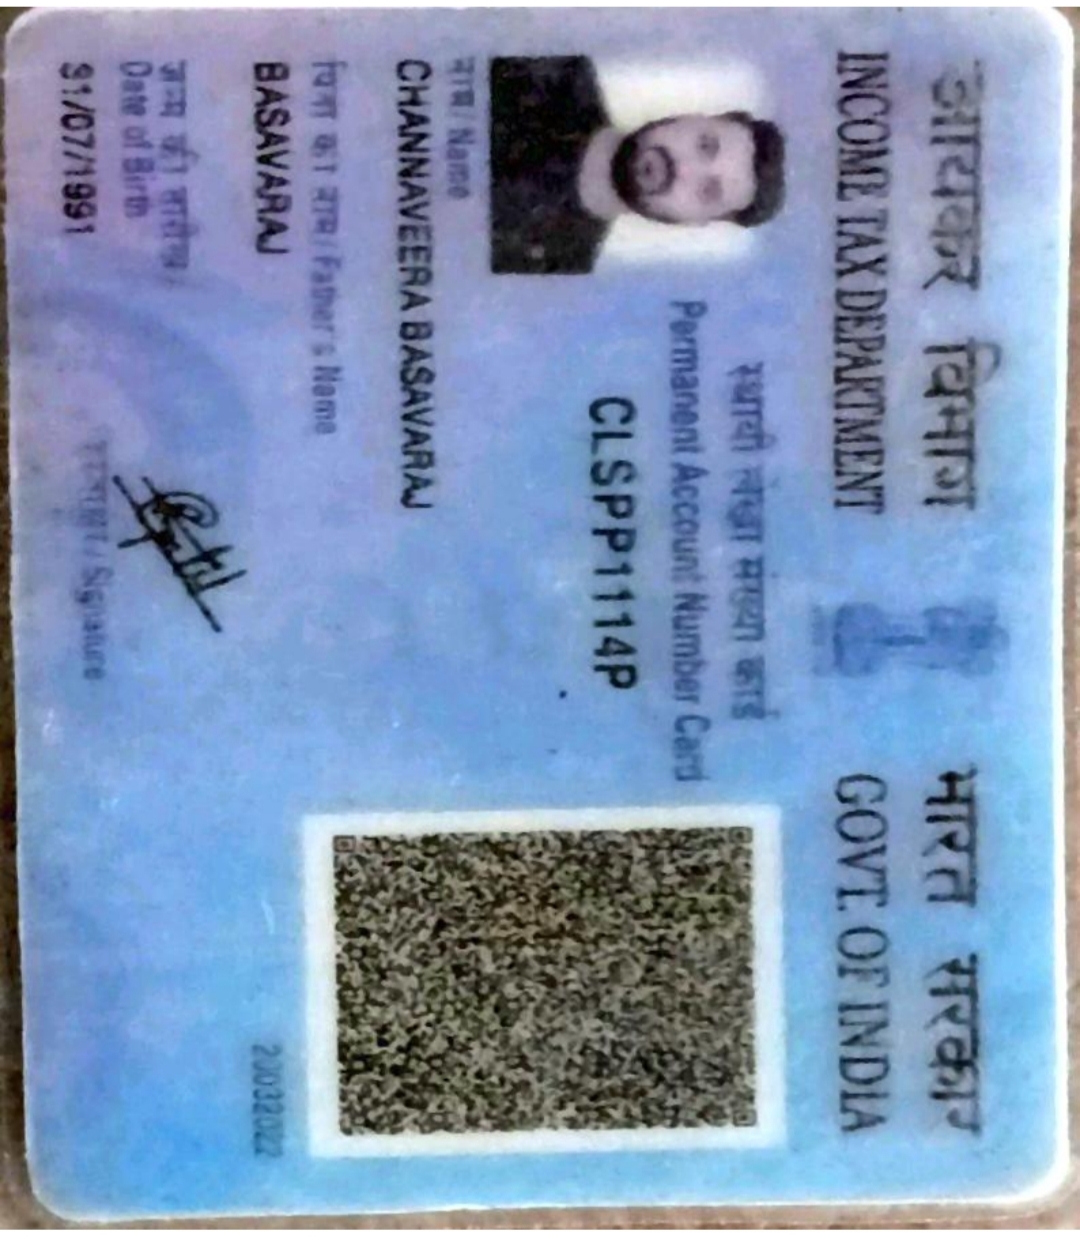 आयकर विभाग
INCOME TAX DEPARTMENT
भारत सरकार
GOVT. OF INDIA
स्थायी लेखा संख्या कार्ड
Permanent Account Number Card
CLSPP1114P
नाम / Name
CHANNAVEERA BASAVARAJ
पिता का नाम / Father's Name
BASAVARAJ
जन्म की तारीख /
Date of Birth
31/07/1991
हस्ताक्षर / Signature